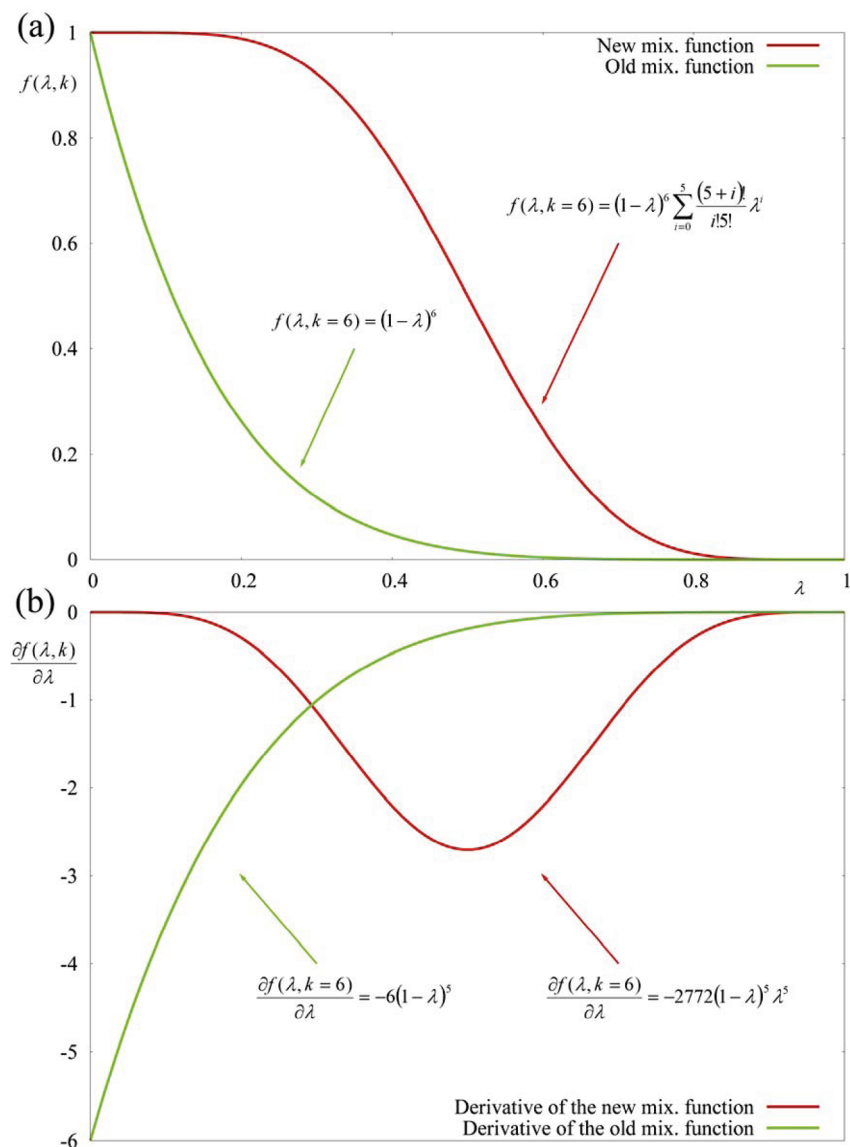 (a)
1
f(λ,k)
0.8
0.6
0.4
0.2
0
New mix. function
Old mix. function
f(λ,k=6)=(1−λ)⁶ ∑_{i=0}^{5} (5+i)!/i!5! λⁱ
f(λ,k=6)=(1−λ)⁶
0 0.2 0.4 0.6 0.8 λ 1
(b)
0
∂f(λ,k)/∂λ
-1
-2
-3
-4
-5
-6
∂f(λ,k=6)/∂λ=−6(1−λ)⁵
∂f(λ,k=6)/∂λ=−2772(1−λ)⁵λ⁵
Derivative of the new mix. function
Derivative of the old mix. function